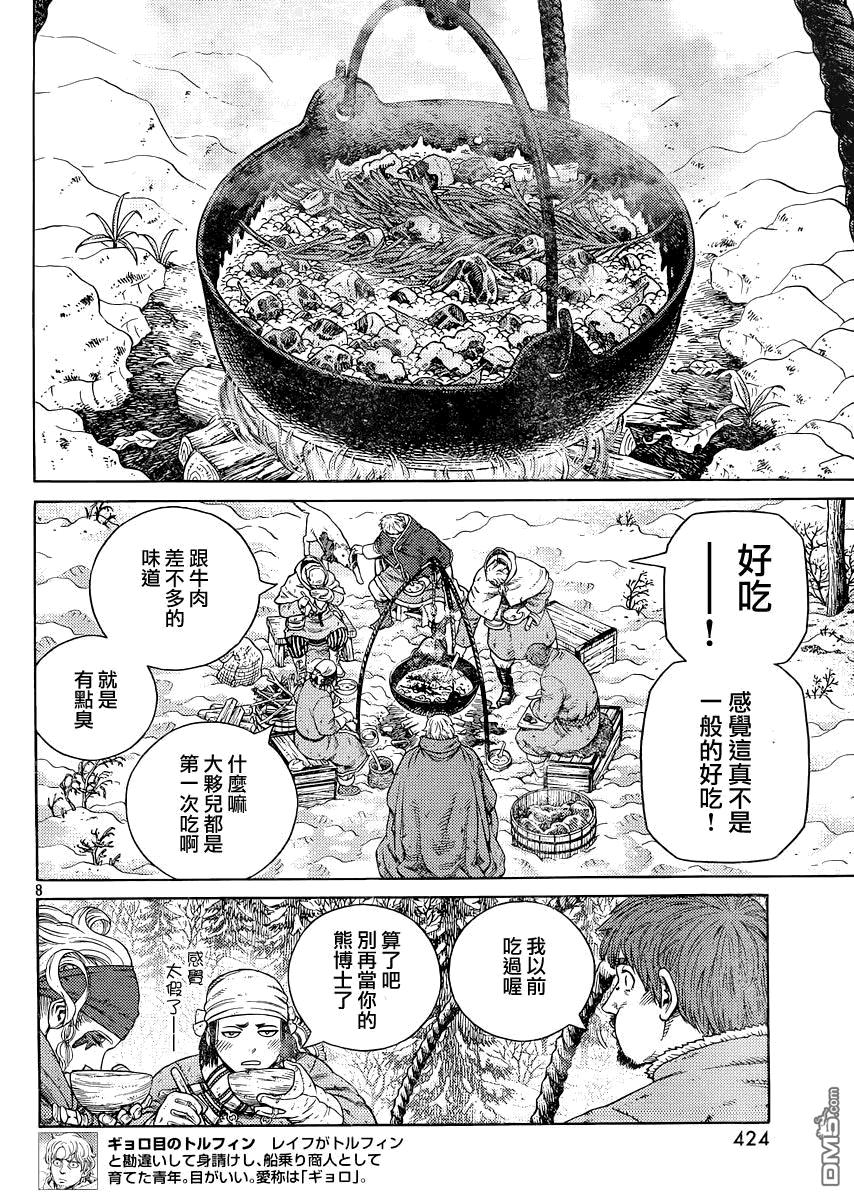 好吃
——！
感覺這真不是
一般的好吃！
跟牛肉
差不多的
味道
就是
有點臭
什麼嘛
大夥兒都是
第一次吃啊
8
我以前
吃過喔
算了吧
別再當你的
熊博士了
感覺
太假了——
424
ギョロ目のトルフィン　レイフがトルフィン
と勘違いして身請けし、船乗り商人として
育てた青年。目がいい。愛称は「ギョロ」。
DM5.com
DM5.com